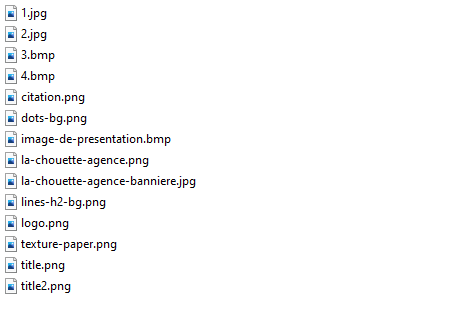 1.jpg
2.jpg
3.bmp
4.bmp
citation.png
dots-bg.png
image-de-presentation.bmp
la-chouette-agence.png
la-chouette-agence-banniere.jpg
lines-h2-bg.png
logo.png
texture-paper.png
title.png
title2.png